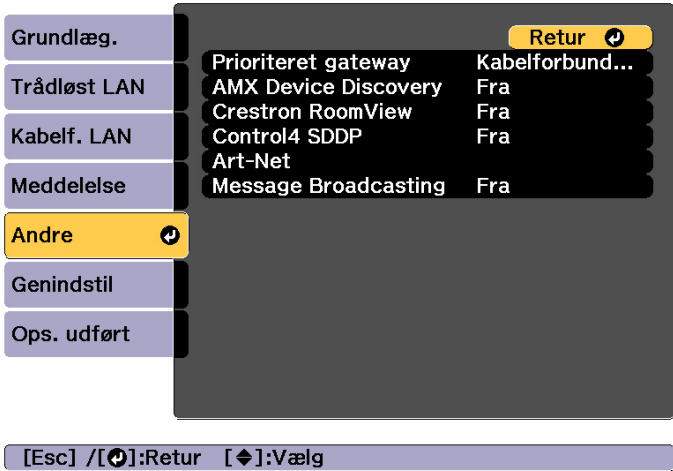 Grundlæg.
Trådløst LAN
Kabelf. LAN
Meddelelse
Andre
Genindstil
Ops. udført
Retur
Prioriteret gateway Kabelforbund...
AMX Device Discovery Fra
Crestron RoomView Fra
Control4 SDDP Fra
Art-Net
Message Broadcasting Fra
[Esc] /[⏎]:Retur [◆]:Vælg